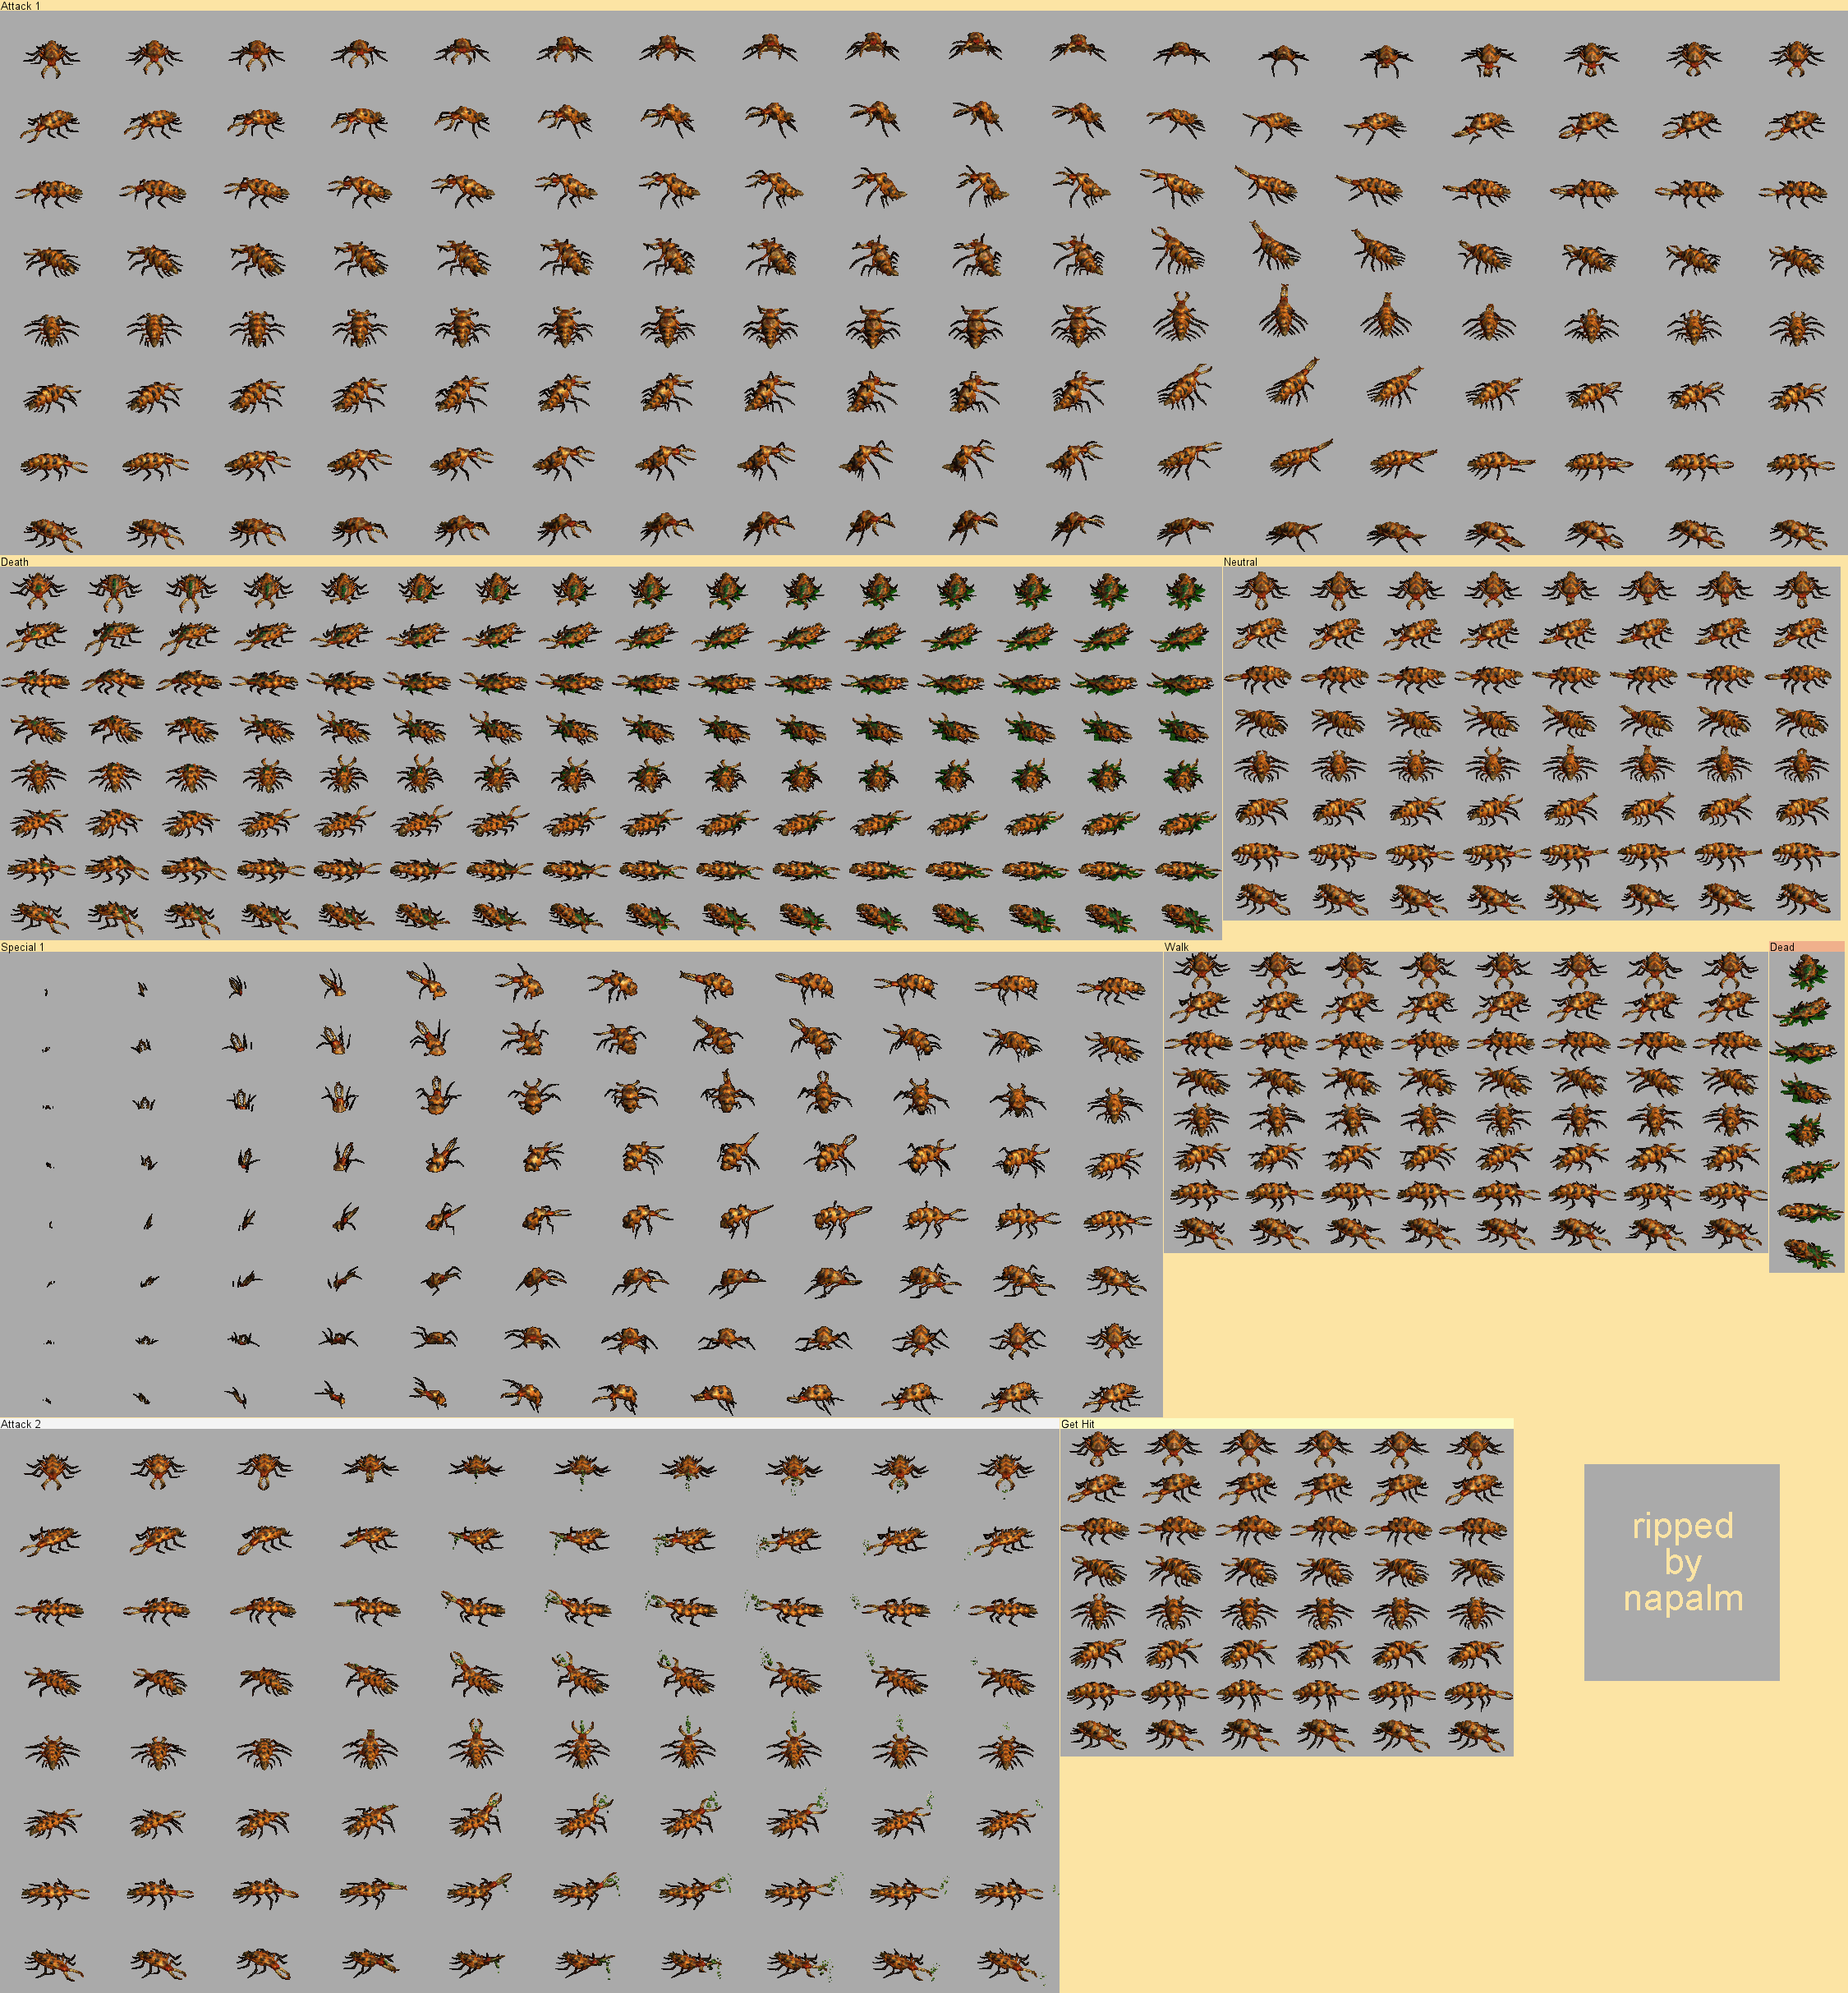 Attack 1
Death
Neutral
Special 1
Walk
Dead
Attack 2
Get Hit
ripped
by
napalm